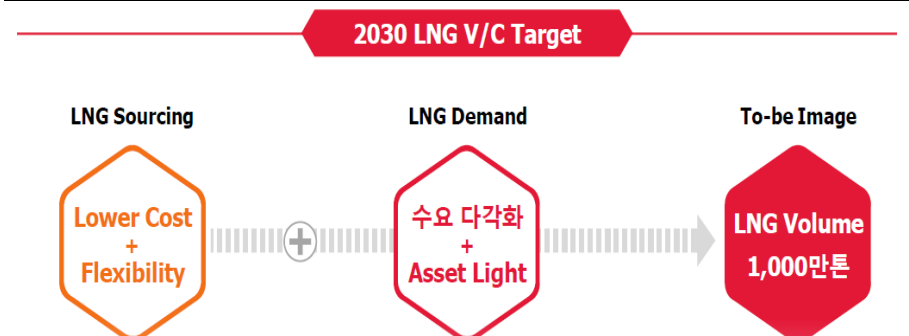 2030 LNG V/C Target
LNG Sourcing
LNG Demand
To-be Image
Lower Cost
+
Flexibility
+
수요 다각화
+
Asset Light
LNG Volume
1,000만톤